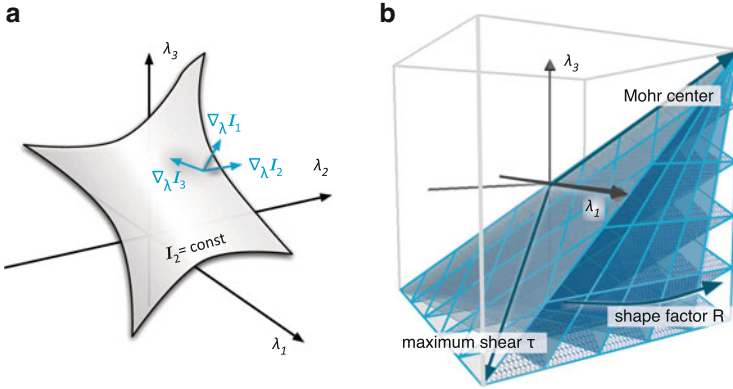 a
λ3
∇λI1
∇λI2
∇λI3
λ2
I2= const
λ1
b
λ3
Mohr center
λ1
shape factor R
maximum shear τ